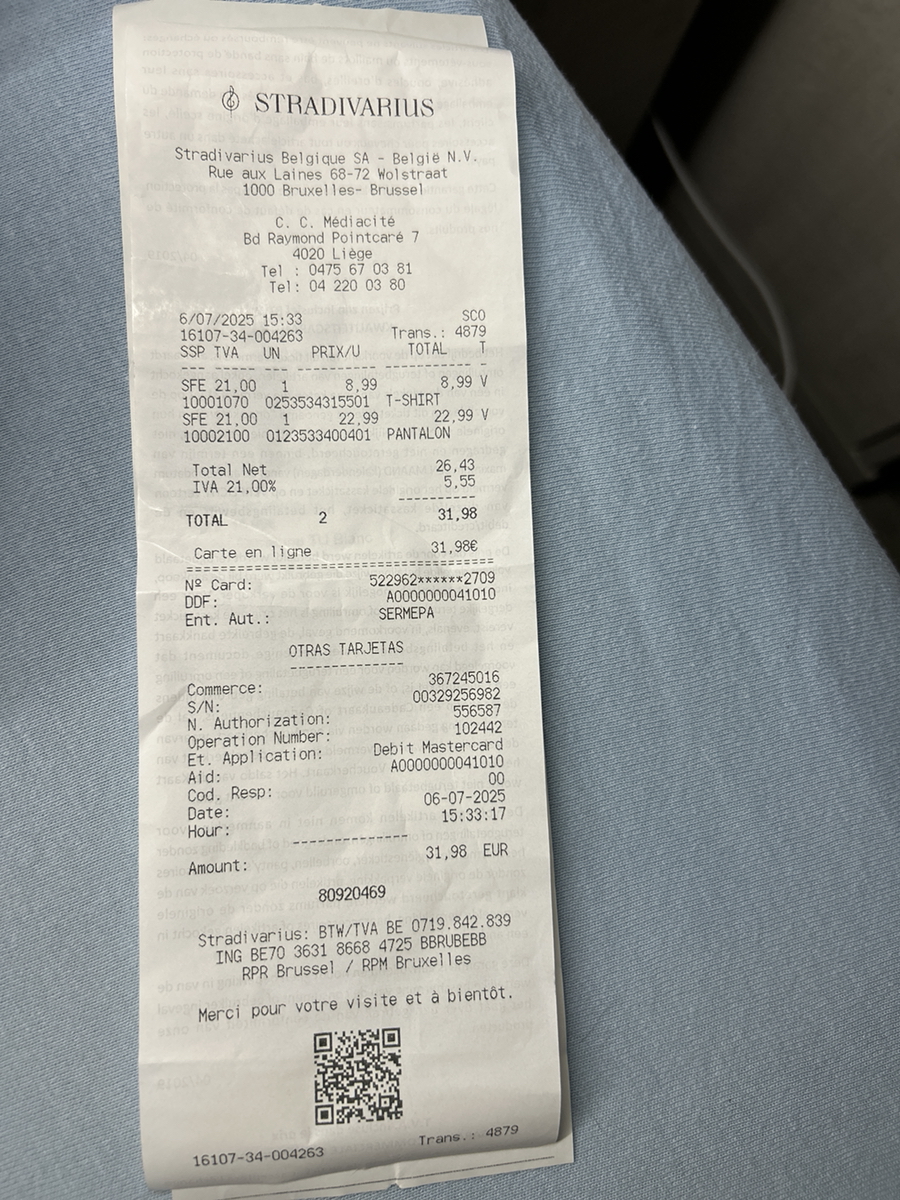 STRADIVARIUS
Stradivarius Belgique SA - België N.V.
Rue aux Laines 68-72 Wolstraat
1000 Bruxelles- Brussel
C. C. Médiacité
Bd Raymond Pointcaré 7
4020 Liège
Tel : 0475 67 03 81
Tel: 04 220 03 80
6/07/2025 15:33 SCO
16107-34-004263 Trans.: 4879
SSP TVA UN PRIX/U TOTAL T
--- ----- --- ---------- ---------- -
SFE 21,00 1 8,99 8,99 V
10001070 0253534315501 T-SHIRT
SFE 21,00 1 22,99 22,99 V
10002100 0123533400401 PANTALON
Total Net 26,43
IVA 21,00% 5,55
----------
TOTAL 2 31,98
Carte en ligne 31,98€
========================================
Nº Card: 522962******2709
DDF: A0000000041010
Ent. Aut.: SERMEPA
OTRAS TARJETAS
--------------
Commerce: 367245016
S/N: 00329256982
N. Authorization: 556587
Operation Number: 102442
Et. Application: Debit Mastercard
Aid: A0000000041010
Cod. Resp: 00
Date: 06-07-2025
Hour: 15:33:17
--------------
Amount: 31,98 EUR
80920469
Stradivarius: BTW/TVA BE 0719.842.839
ING BE70 3631 8668 4725 BBRUBEBB
RPR Brussel / RPM Bruxelles
Merci pour votre visite et à bientôt.
16107-34-004263 Trans.: 4879